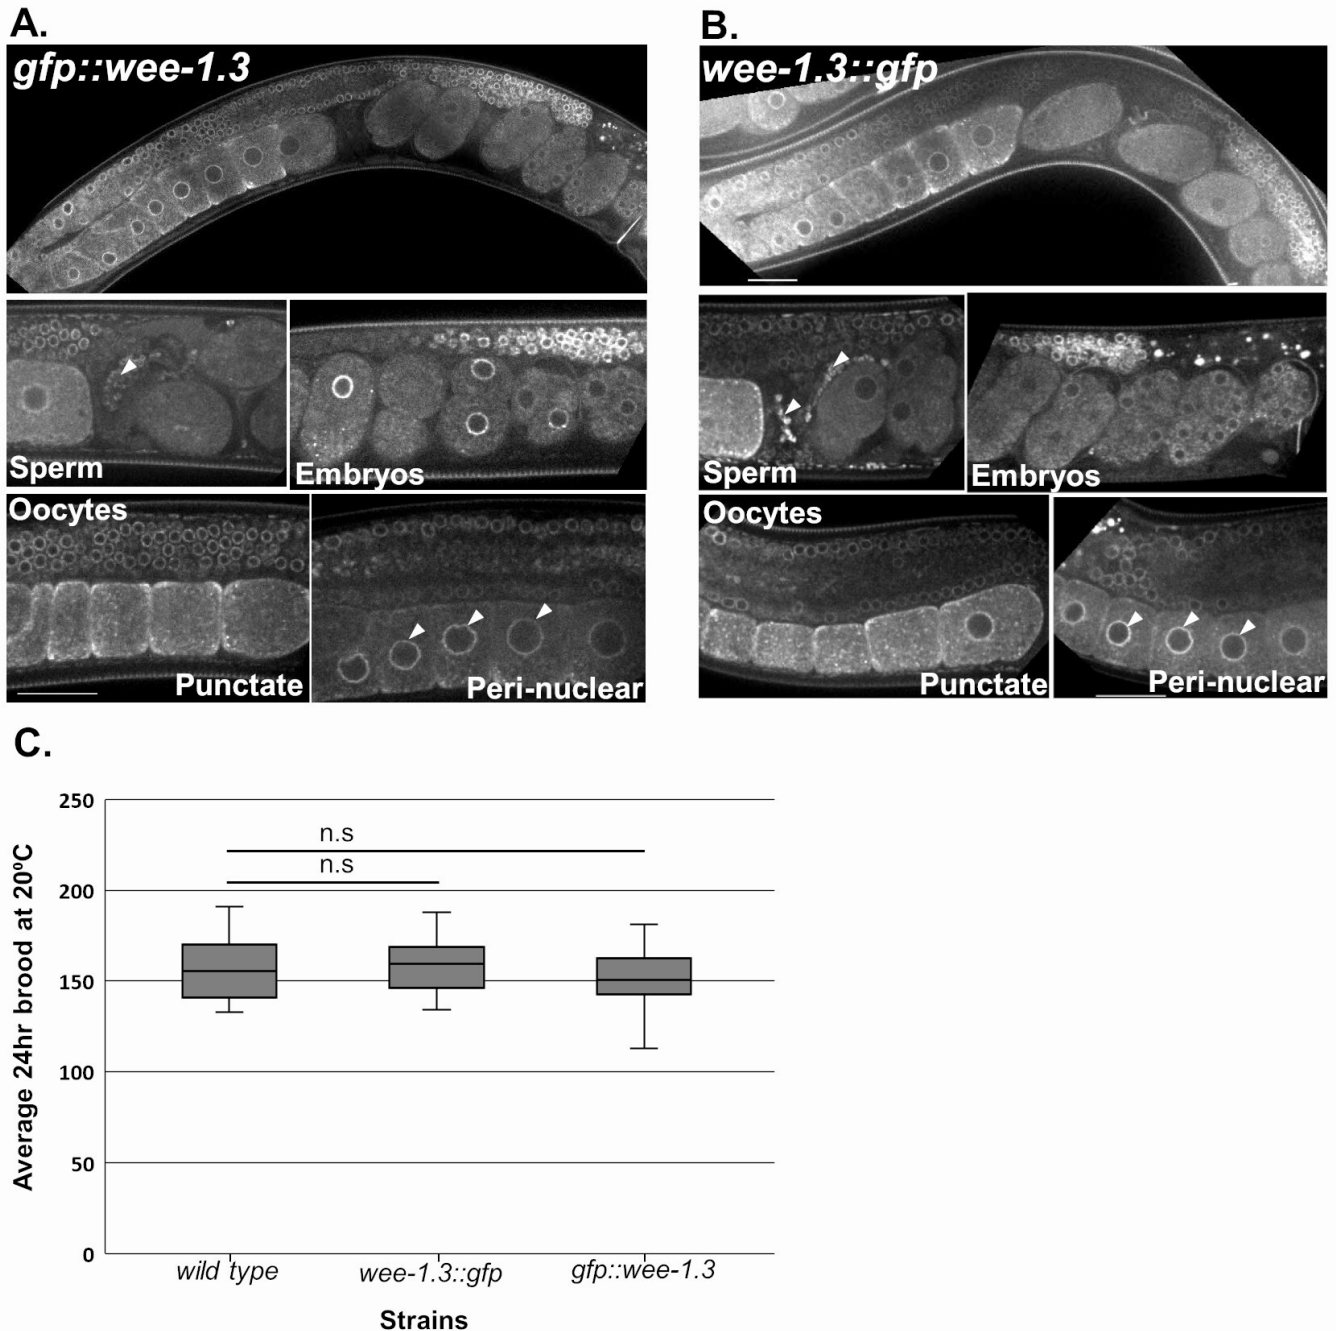 A.
gfp::wee-1.3
Sperm
Embryos
Oocytes
Punctate
Peri-nuclear
B.
wee-1.3::gfp
Sperm
Embryos
Oocytes
Punctate
Peri-nuclear
C.
Average 24hr brood at 20ºC
250
200
150
100
50
0
n.s
n.s
wild type
wee-1.3::gfp
gfp::wee-1.3
Strains